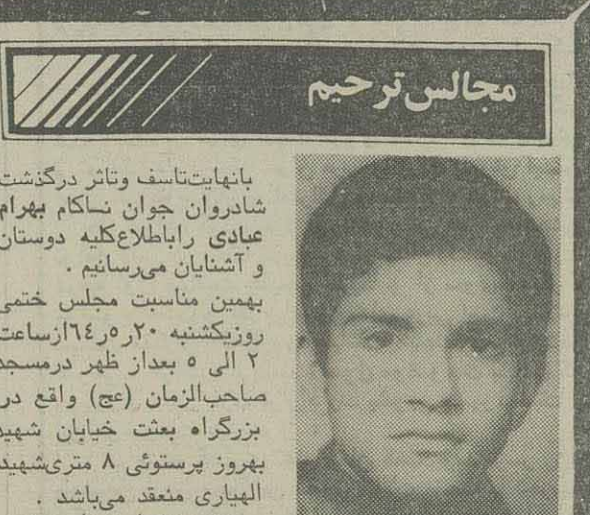 مجالس ترحیم
بانهایت‌تاسف وتاثر درگذشت
شادروان جوان ناکام بهرام
عبادی راباطلاع‌کلیه دوستان
و آشنایان می‌رسانیم .
بهمین مناسبت مجلس ختمی
روزیکشنبه ۲۰ر۵ر۶۴ازساعت
۲ الی ۵ بعداز ظهر درمسجد
صاحب‌الزمان (عج) واقع در
بزرگراه بعثت خیابان شهید
بهروز پرستوئی ۸ متری‌شهید
الهیاری منعقد می‌باشد .